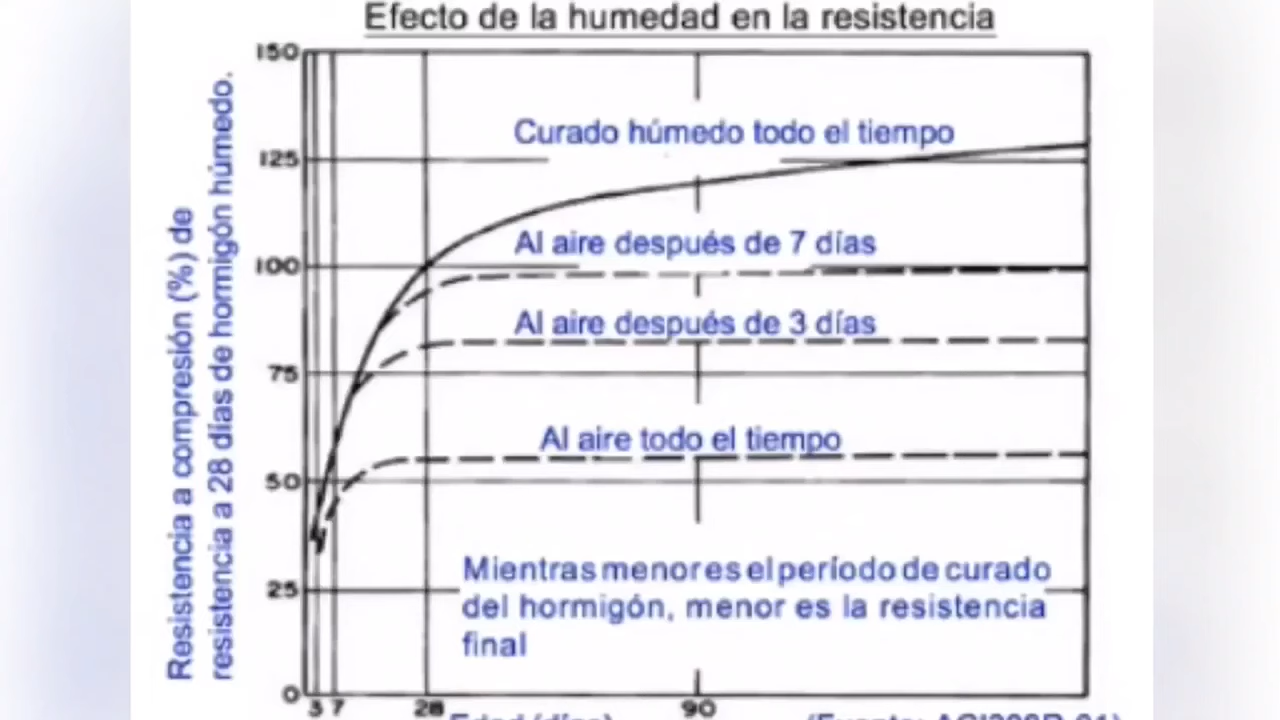 Efecto de la humedad en la resistencia
150
Curado húmedo todo el tiempo
125
Al aire después de 7 días
100
Al aire después de 3 días
75
Al aire todo el tiempo
50
Mientras menor es el período de curado
25
del hormigón, menor es la resistencia
final
0
3 7 28 90
Edad (días)
(Fuente:
Resistencia a compresión (%) de
resistencia a 28 días de hormigón húmedo.